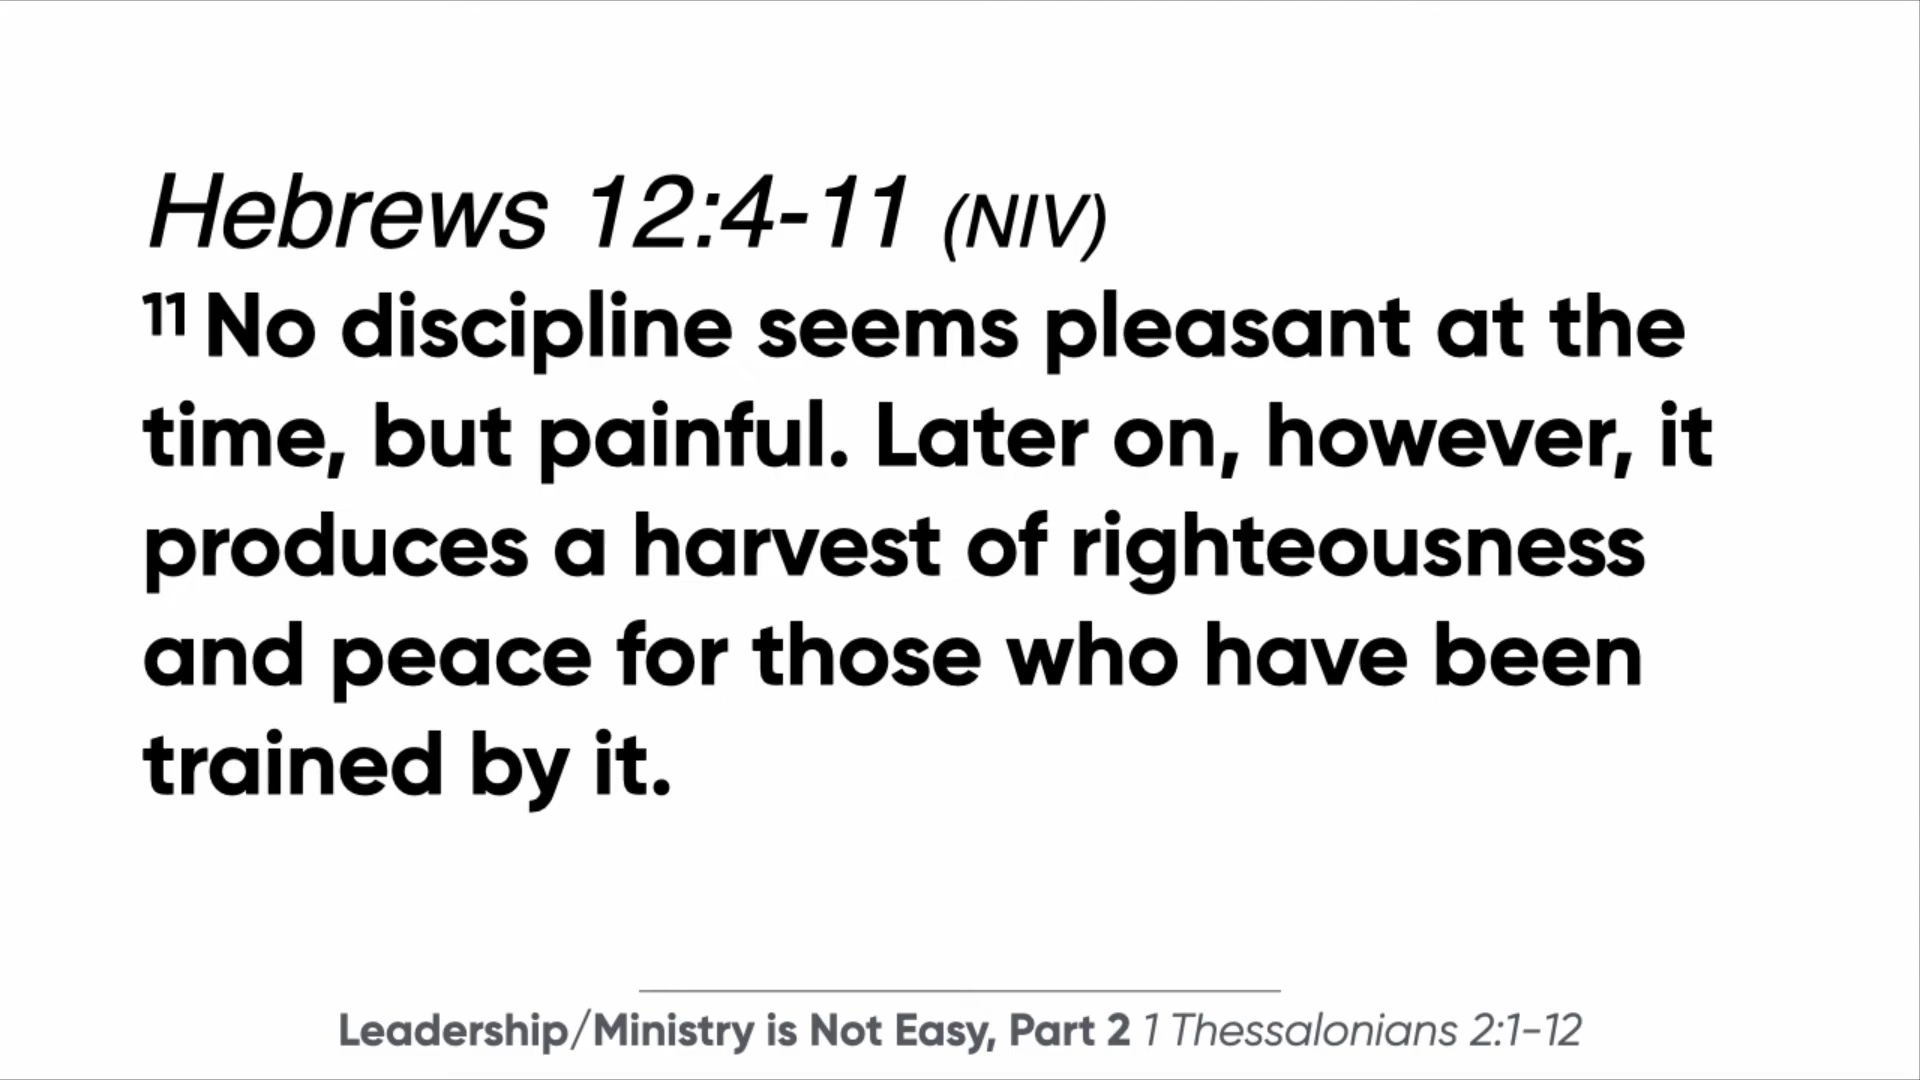 Hebrews 12:4-11 (NIV)
11 No discipline seems pleasant at the
time, but painful. Later on, however, it
produces a harvest of righteousness
and peace for those who have been
trained by it.
Leadership/Ministry is Not Easy, Part 2 1 Thessalonians 2:1–12